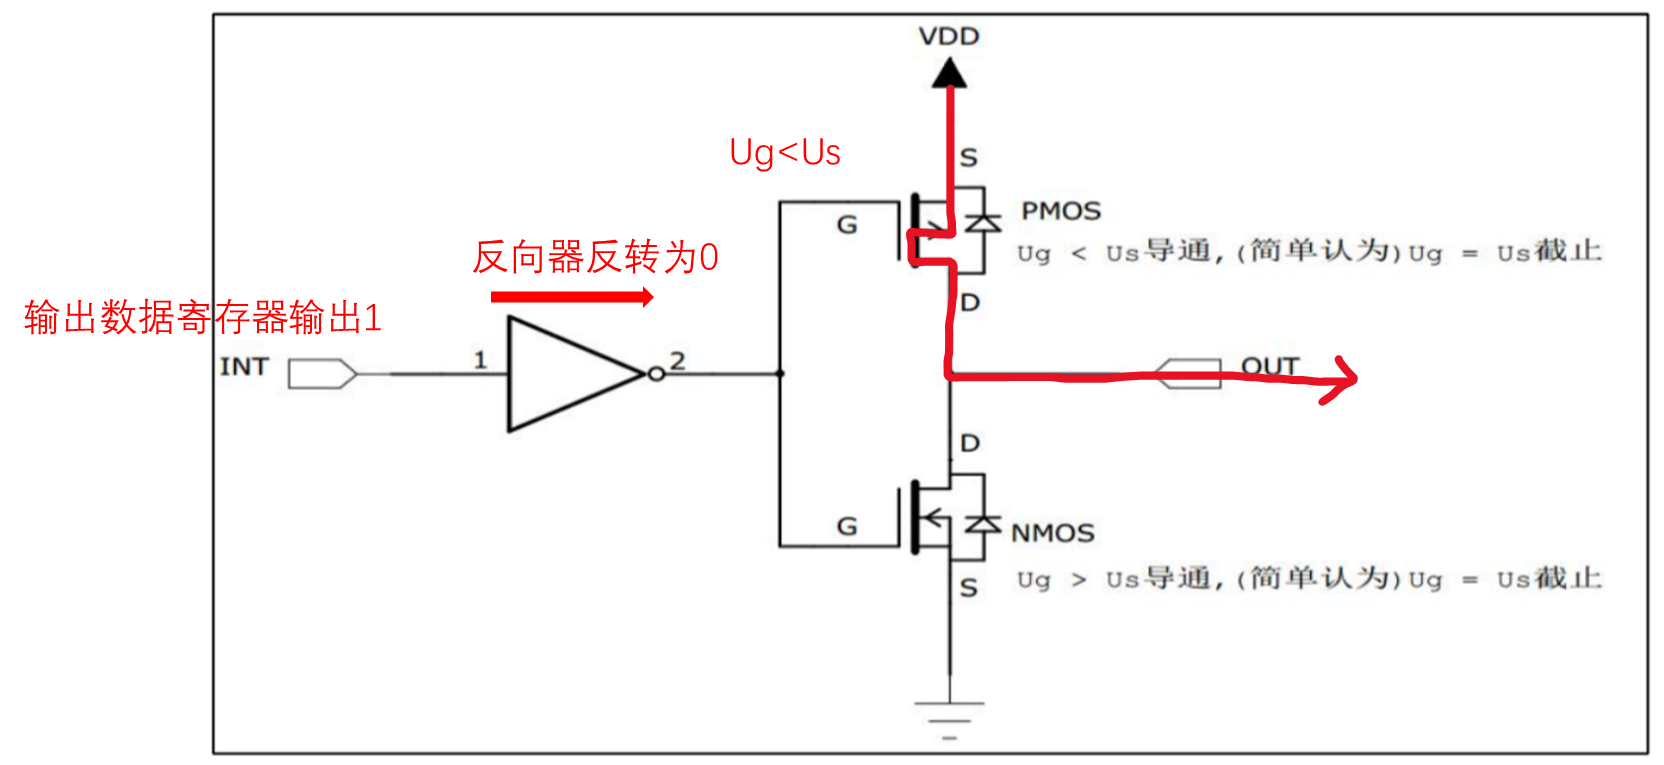 VDD
Ug<Us
S
G
PMOS
Ug < Us导通,(简单认为)Ug = Us截止
反向器反转为0
D
输出数据寄存器输出1
INT
1
2
OUT
D
G
NMOS
Ug > Us导通,(简单认为)Ug = Us截止
S